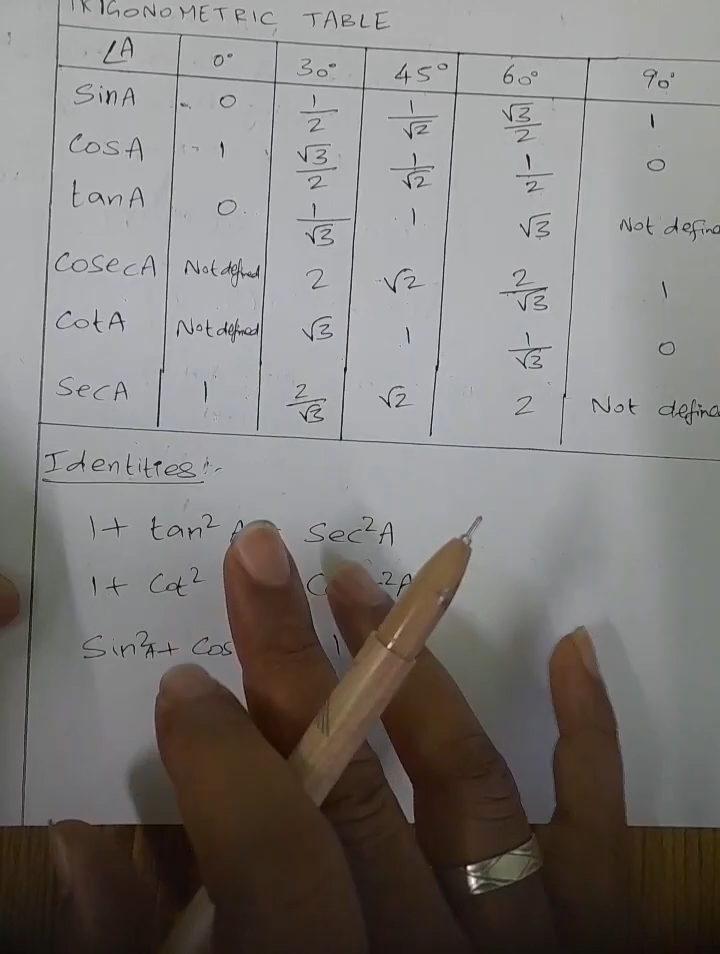 TRIGONOMETRIC TABLE
∠A 0° 30° 45° 60° 90°
SinA 0 1/2 1/√2 √3/2 1
CosA 1 √3/2 1/√2 1/2 0
tanA 0 1/√3 1 √3 Not define
CosecA Not defined 2 √2 2/√3 1
CotA Not defined √3 1 1/√3 0
SecA 1 2/√3 √2 2 Not define
Identities:-
1+ tan² Sec²A
1+ Cot² ²A
Sin²A+ Cos 1